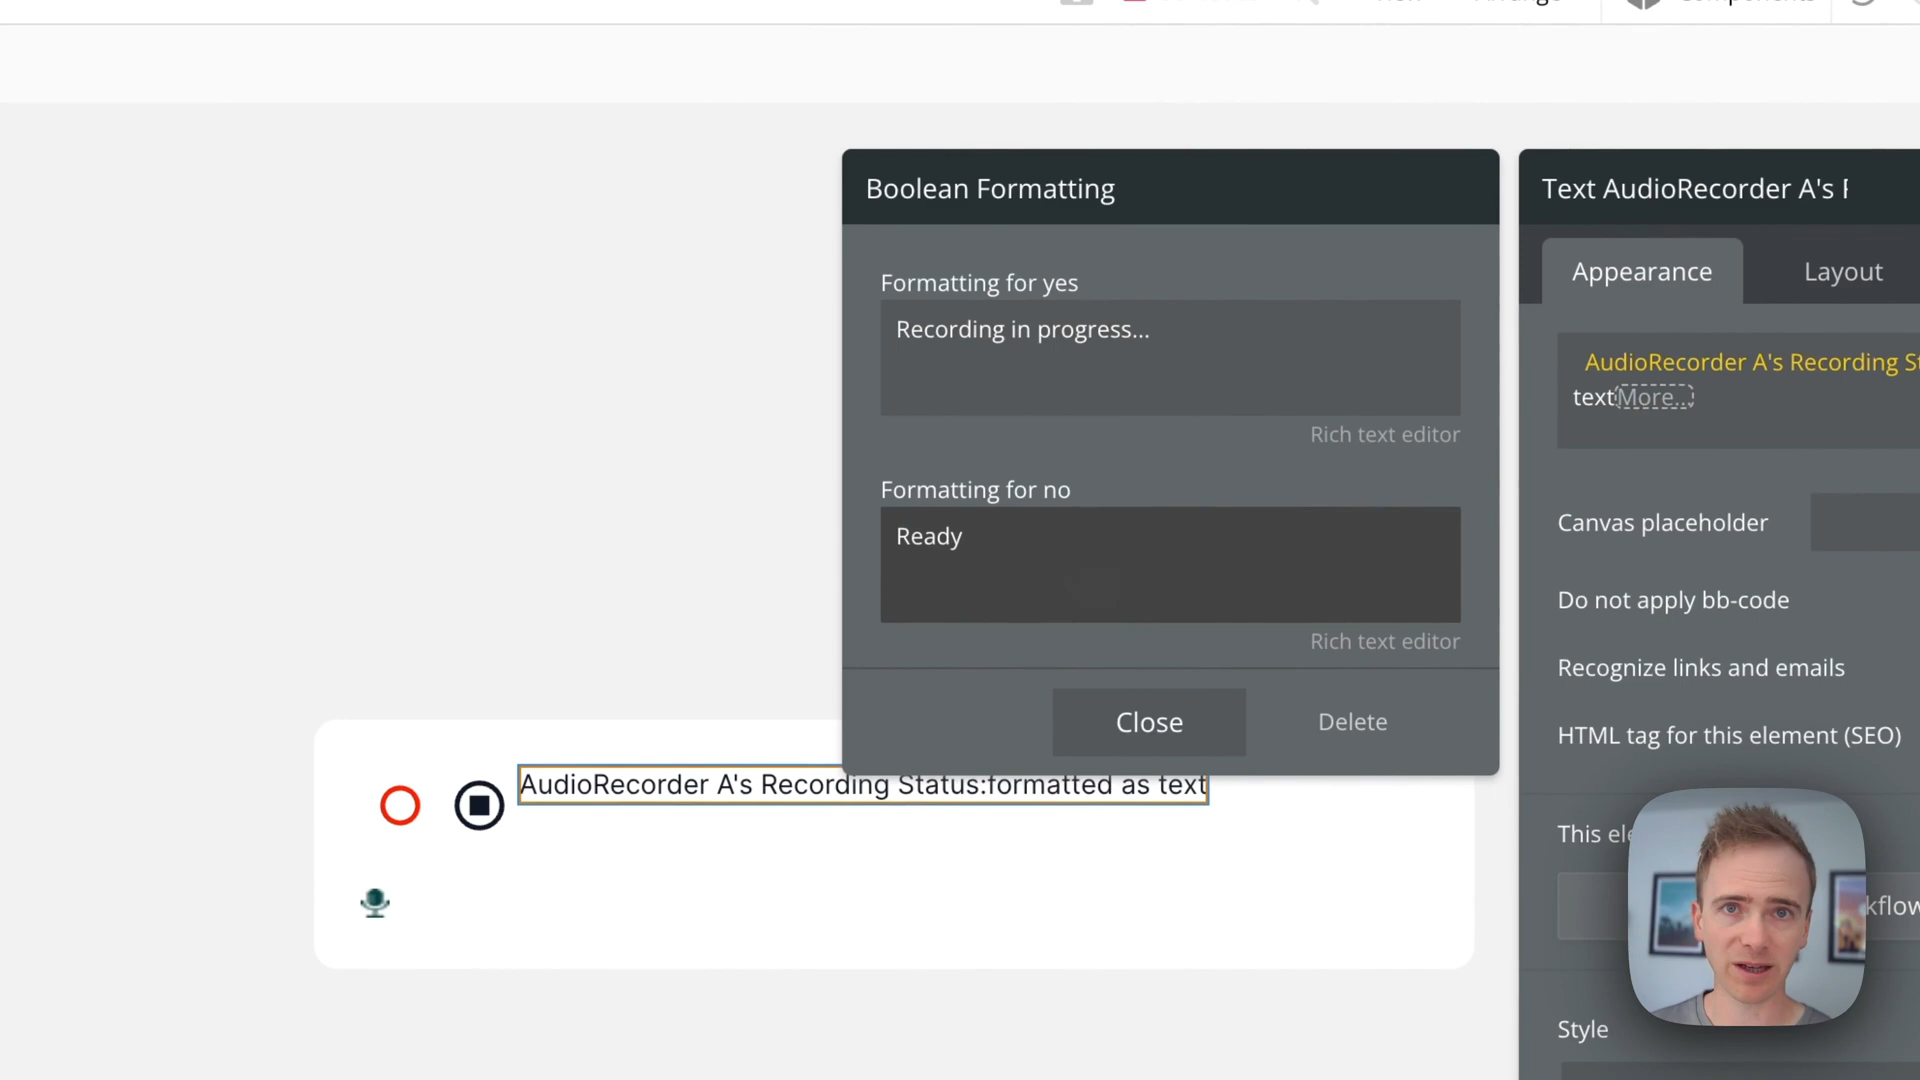 Boolean Formatting
Formatting for yes
Recording in progress...
Rich text editor
Formatting for no
Ready
Rich text editor
Close
Delete
AudioRecorder A's Recording Status:formatted as text
Text AudioRecorder A's
Appearance
Layout
AudioRecorder A's Recording
text More...
Canvas placeholder
Do not apply bb-code
Recognize links and emails
HTML tag for this element (SEO)
This
Style